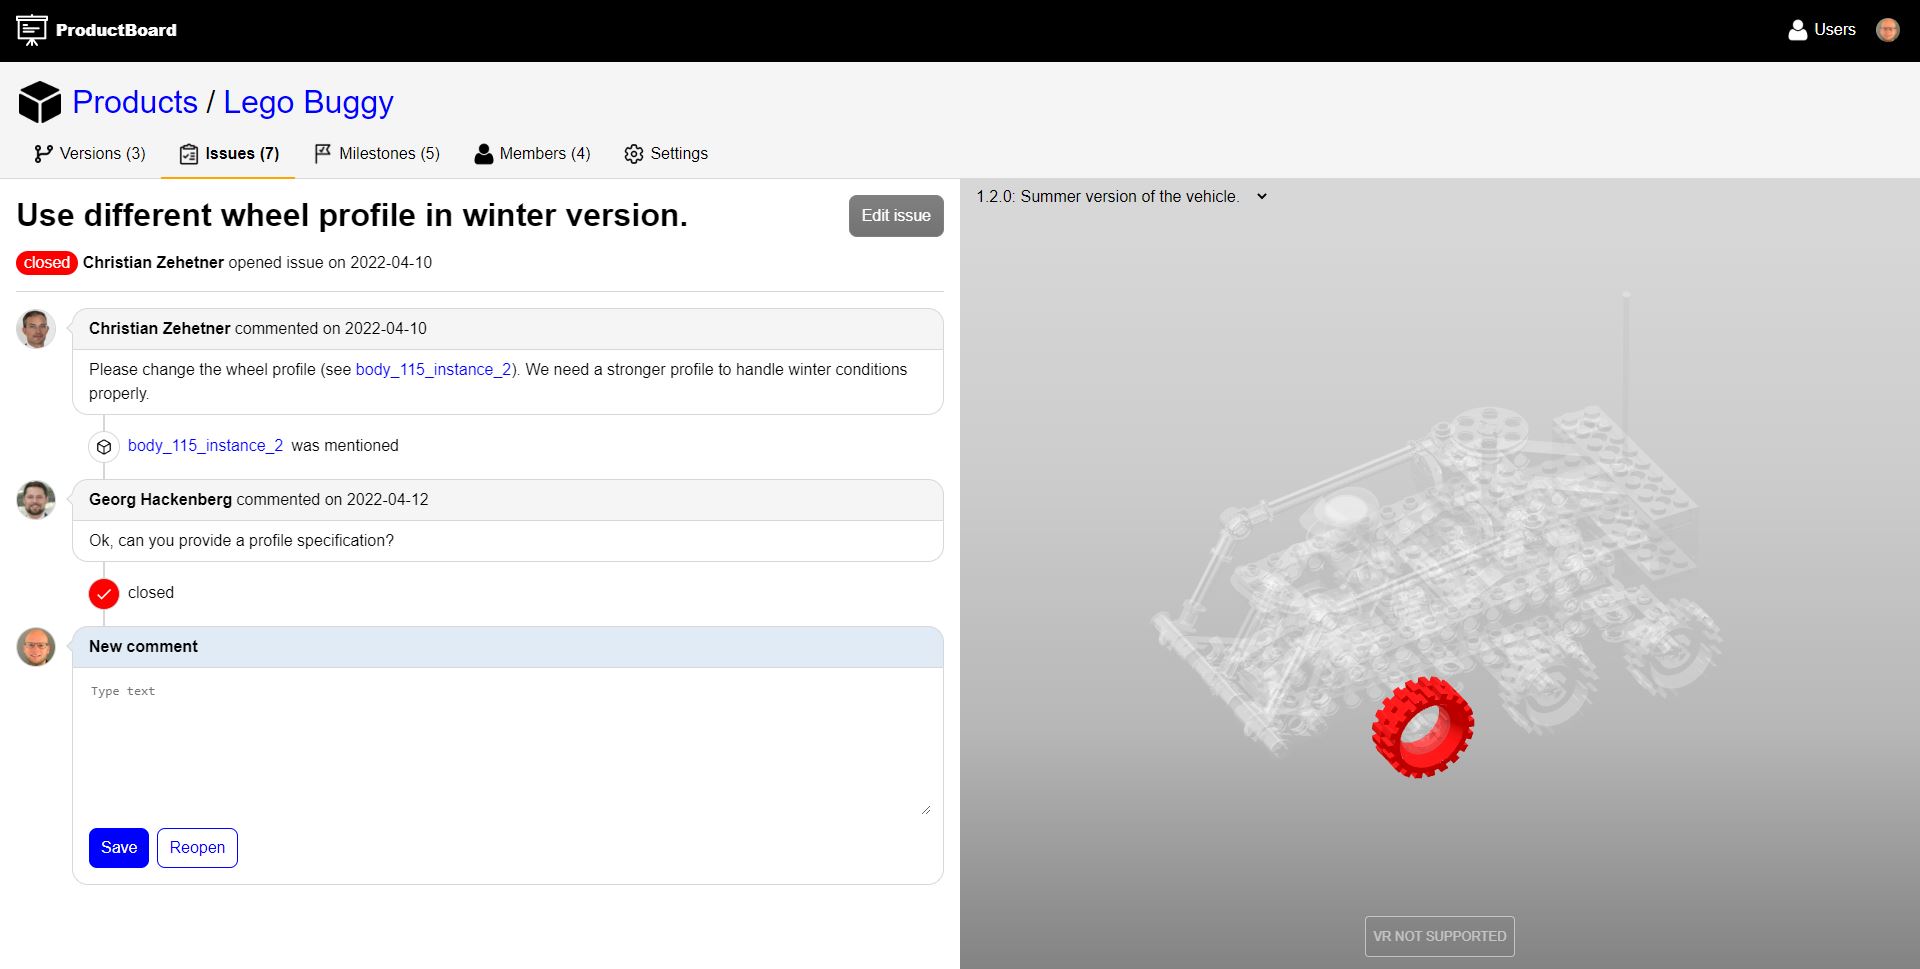 ProductBoard
Users
Products / Lego Buggy
Versions (3)
Issues (7)
Milestones (5)
Members (4)
Settings
Use different wheel profile in winter version.
Edit issue
closed Christian Zehetner opened issue on 2022-04-10
Christian Zehetner commented on 2022-04-10
Please change the wheel profile (see body_115_instance_2). We need a stronger profile to handle winter conditions
properly.
body_115_instance_2 was mentioned
Georg Hackenberg commented on 2022-04-12
Ok, can you provide a profile specification?
closed
New comment
Type text
Save
Reopen
1.2.0: Summer version of the vehicle.
VR NOT SUPPORTED